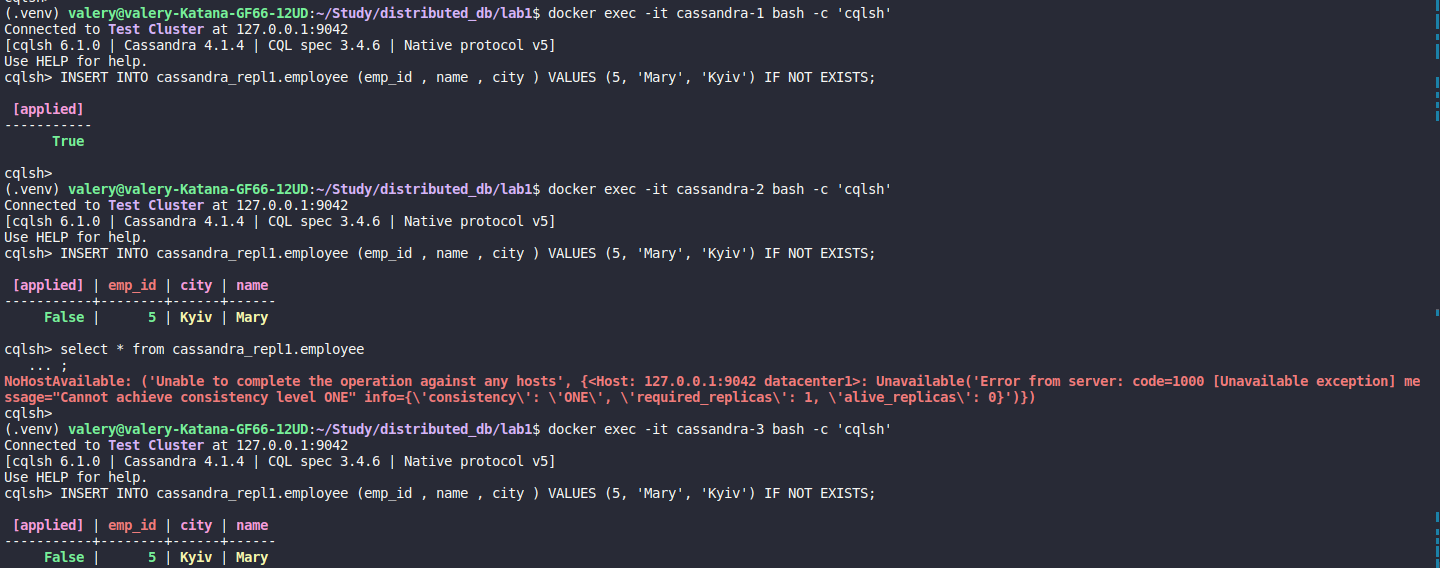 cqlsh>
(.venv) valery@valery-Katana-GF66-12UD:~/Study/distributed_db/lab1$ docker exec -it cassandra-1 bash -c 'cqlsh'
Connected to Test Cluster at 127.0.0.1:9042
[cqlsh 6.1.0 | Cassandra 4.1.4 | CQL spec 3.4.6 | Native protocol v5]
Use HELP for help.
cqlsh> INSERT INTO cassandra_repl1.employee (emp_id , name , city ) VALUES (5, 'Mary', 'Kyiv') IF NOT EXISTS;
[applied]
-----------
True
cqlsh>
(.venv) valery@valery-Katana-GF66-12UD:~/Study/distributed_db/lab1$ docker exec -it cassandra-2 bash -c 'cqlsh'
Connected to Test Cluster at 127.0.0.1:9042
[cqlsh 6.1.0 | Cassandra 4.1.4 | CQL spec 3.4.6 | Native protocol v5]
Use HELP for help.
cqlsh> INSERT INTO cassandra_repl1.employee (emp_id , name , city ) VALUES (5, 'Mary', 'Kyiv') IF NOT EXISTS;
[applied] | emp_id | city | name
-----------+--------+------+------
False | 5 | Kyiv | Mary
cqlsh> select * from cassandra_repl1.employee
... ;
NoHostAvailable: ('Unable to complete the operation against any hosts', {<Host: 127.0.0.1:9042 datacenter1>: Unavailable('Error from server: code=1000 [Unavailable exception] me
ssage="Cannot achieve consistency level ONE" info={\'consistency\': \'ONE\', \'required_replicas\': 1, \'alive_replicas\': 0}')})
cqlsh>
(.venv) valery@valery-Katana-GF66-12UD:~/Study/distributed_db/lab1$ docker exec -it cassandra-3 bash -c 'cqlsh'
Connected to Test Cluster at 127.0.0.1:9042
[cqlsh 6.1.0 | Cassandra 4.1.4 | CQL spec 3.4.6 | Native protocol v5]
Use HELP for help.
cqlsh> INSERT INTO cassandra_repl1.employee (emp_id , name , city ) VALUES (5, 'Mary', 'Kyiv') IF NOT EXISTS;
[applied] | emp_id | city | name
-----------+--------+------+------
False | 5 | Kyiv | Mary